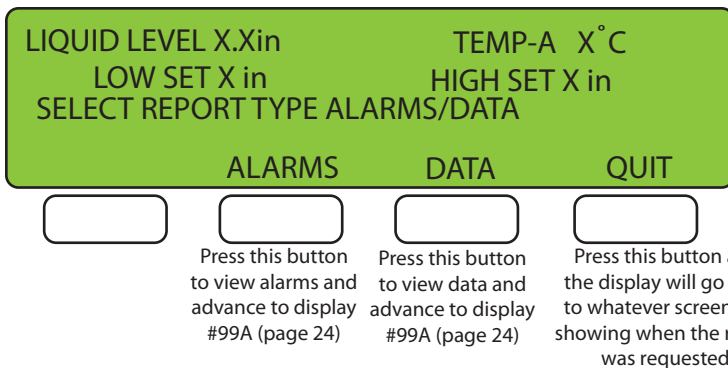 LIQUID LEVEL X.Xin TEMP-A X°C
LOW SET X in HIGH SET X in
SELECT REPORT TYPE ALARMS/DATA
ALARMS DATA QUIT
Press this button
to view alarms and
advance to display
#99A (page 24)
Press this button
to view data and
advance to display
#99A (page 24)
Press this button
the display will go
to whatever screen
showing when the
was requested